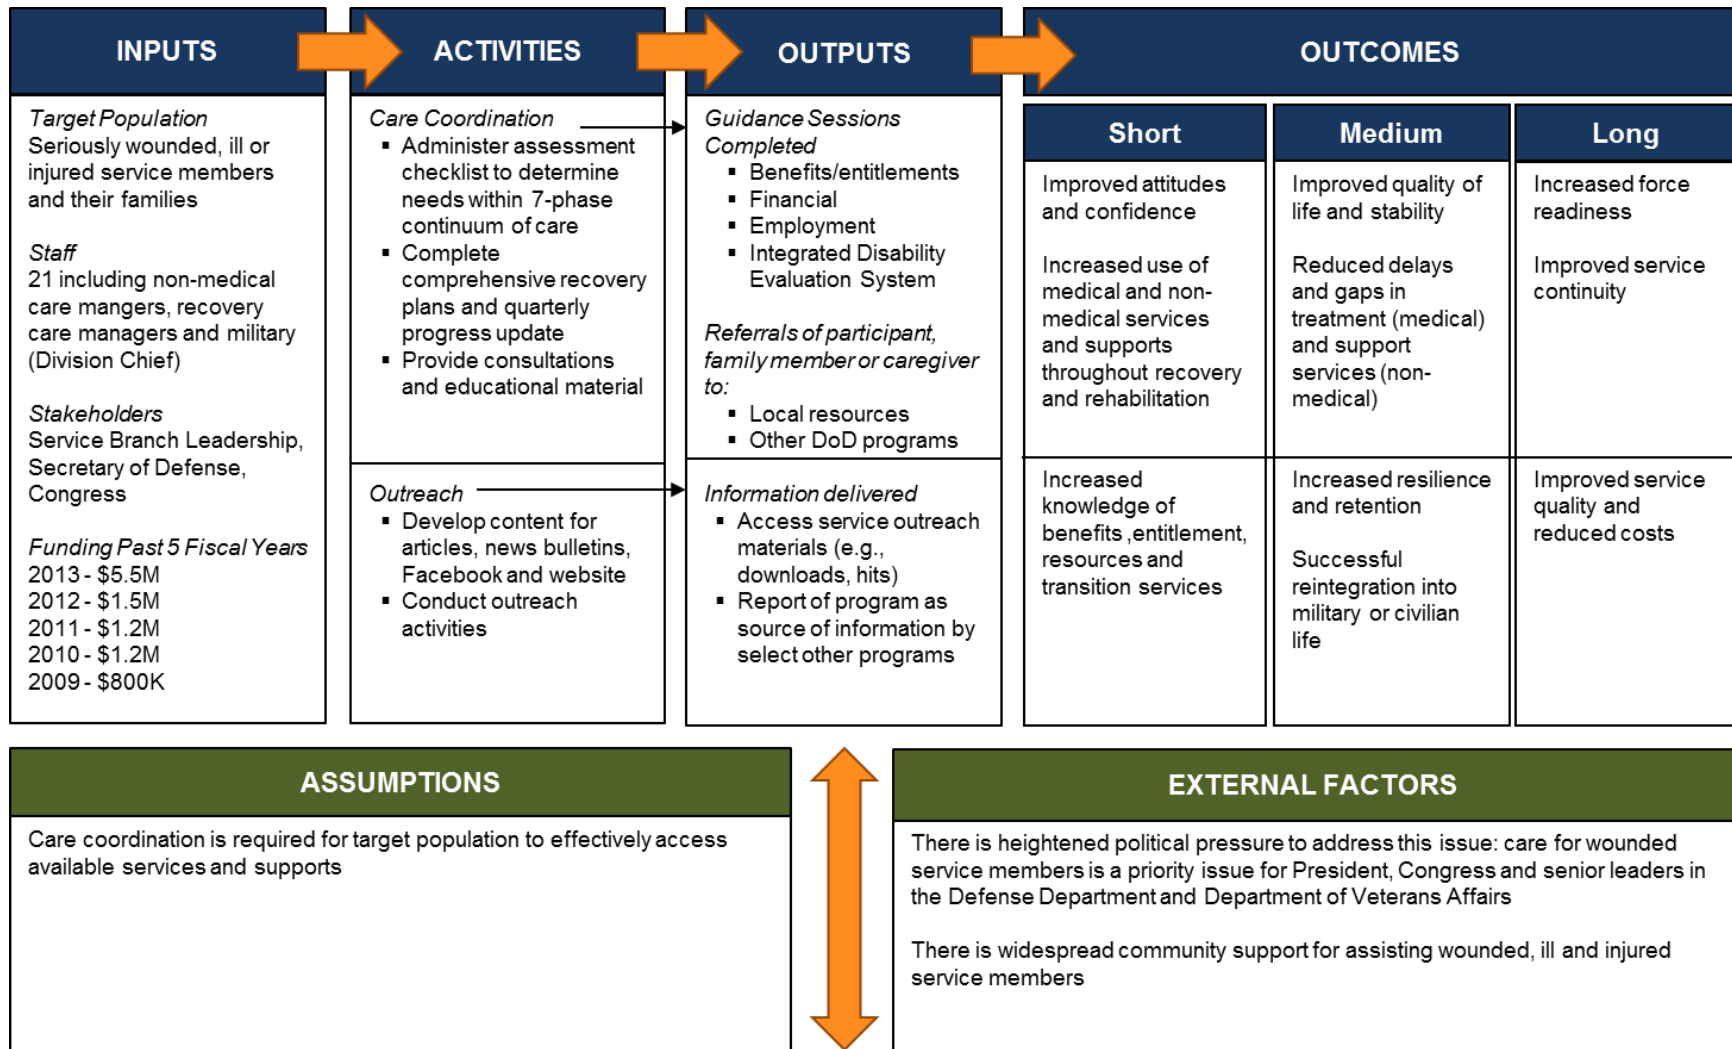 INPUTS
Target Population
Seriously wounded, ill or
injured service members
and their families
Staff
21 including non-medical
care mangers, recovery
care managers and military
(Division Chief)
Stakeholders
Service Branch Leadership,
Secretary of Defense,
Congress
Funding Past 5 Fiscal Years
2013 - $5.5M
2012 - $1.5M
2011 - $1.2M
2010 - $1.2M
2009 - $800K
ACTIVITIES
Care Coordination
▪ Administer assessment
checklist to determine
needs within 7-phase
continuum of care
▪ Complete
comprehensive recovery
plans and quarterly
progress update
▪ Provide consultations
and educational material
Outreach
▪ Develop content for
articles, news bulletins,
Facebook and website
▪ Conduct outreach
activities
OUTPUTS
Guidance Sessions
Completed
▪ Benefits/entitlements
▪ Financial
▪ Employment
▪ Integrated Disability
Evaluation System
Referrals of participant,
family member or caregiver
to:
▪ Local resources
▪ Other DoD programs
Information delivered
▪ Access service outreach
materials (e.g.,
downloads, hits)
▪ Report of program as
source of information by
select other programs
OUTCOMES
Short
Improved attitudes
and confidence
Increased use of
medical and non-
medical services
and supports
throughout recovery
and rehabilitation
Increased
knowledge of
benefits ,entitlement,
resources and
transition services
Medium
Improved quality of
life and stability
Reduced delays
and gaps in
treatment (medical)
and support
services (non-
medical)
Increased resilience
and retention
Successful
reintegration into
military or civilian
life
Long
Increased force
readiness
Improved service
continuity
Improved service
quality and
reduced costs
ASSUMPTIONS
Care coordination is required for target population to effectively access
available services and supports
EXTERNAL FACTORS
There is heightened political pressure to address this issue: care for wounded
service members is a priority issue for President, Congress and senior leaders in
the Defense Department and Department of Veterans Affairs
There is widespread community support for assisting wounded, ill and injured
service members